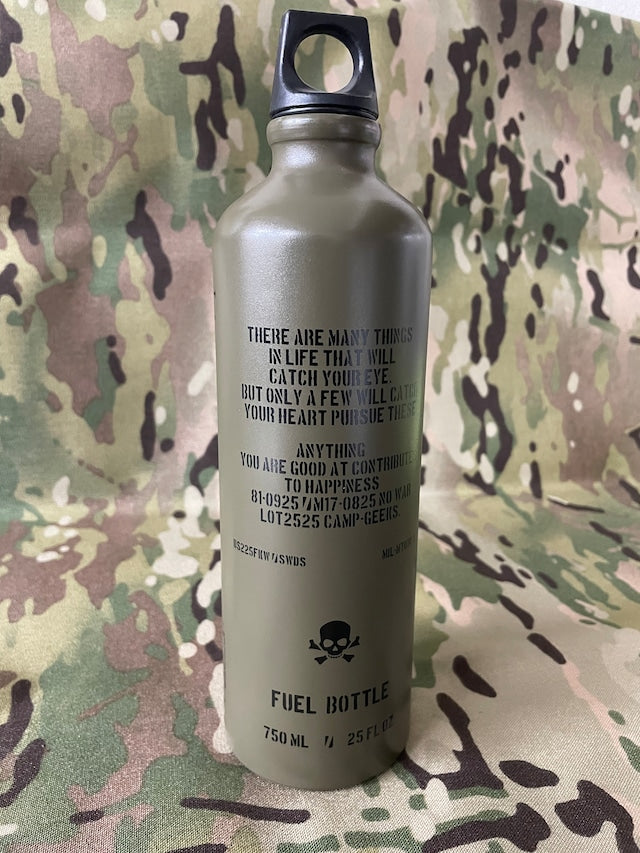 THERE ARE MANY THINGS
IN LIFE THAT WILL
CATCH YOUR EYE.
BUT ONLY A FEW WILL CATCH
YOUR HEART PURSUE THESE
ANYTHING
YOU ARE GOOD AT CONTRIBUTE
TO HAPPINESS
81-0925 // M17-0825 NO WAR
LOT2525 CAMP-GEEKS.
FUEL BOTTLE
750 ML // 25 FL OZ